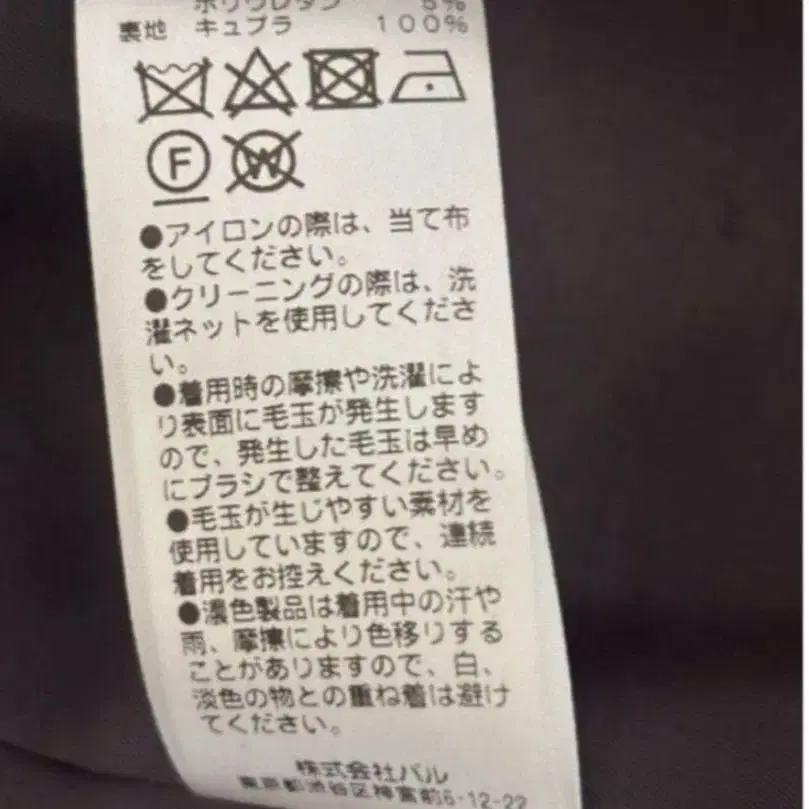 ポリウレタン 5%
裏地 キュプラ 100%
F W
●アイロンの際は、当て布
をしてください。
●クリーニングの際は、洗
濯ネットを使用してくださ
い。
●着用時の摩擦や洗濯によ
り表面に毛玉が発生します
ので、発生した毛玉は早め
にブラシで整えてください。
●毛玉が生じやすい素材を
使用していますので、連続
着用をお控えください。
●濃色製品は着用中の汗や
雨、摩擦により色移りする
ことがありますので、白、
淡色の物との重ね着は避け
てください。
株式会社バル
東京都渋谷区神宮前6-12-22